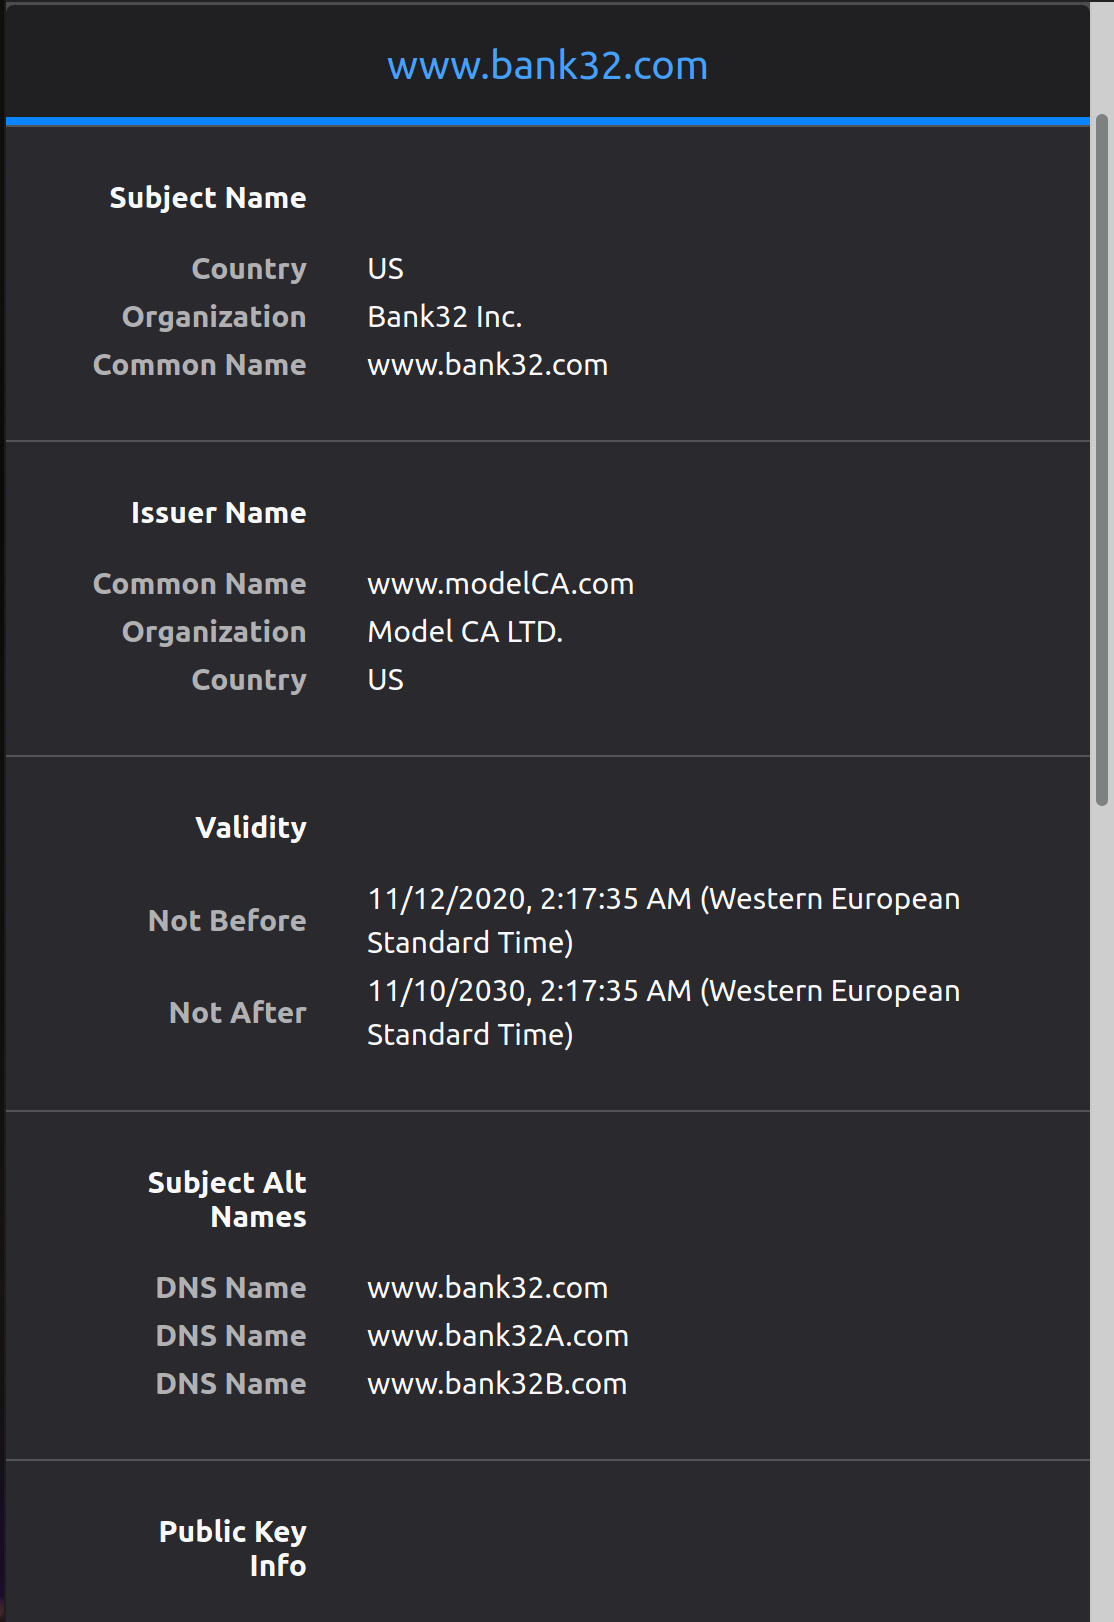 www.bank32.com
Subject Name
Country US
Organization Bank32 Inc.
Common Name www.bank32.com
Issuer Name
Common Name www.modelCA.com
Organization Model CA LTD.
Country US
Validity
Not Before 11/12/2020, 2:17:35 AM (Western European
Standard Time)
Not After 11/10/2030, 2:17:35 AM (Western European
Standard Time)
Subject Alt
Names
DNS Name www.bank32.com
DNS Name www.bank32A.com
DNS Name www.bank32B.com
Public Key
Info